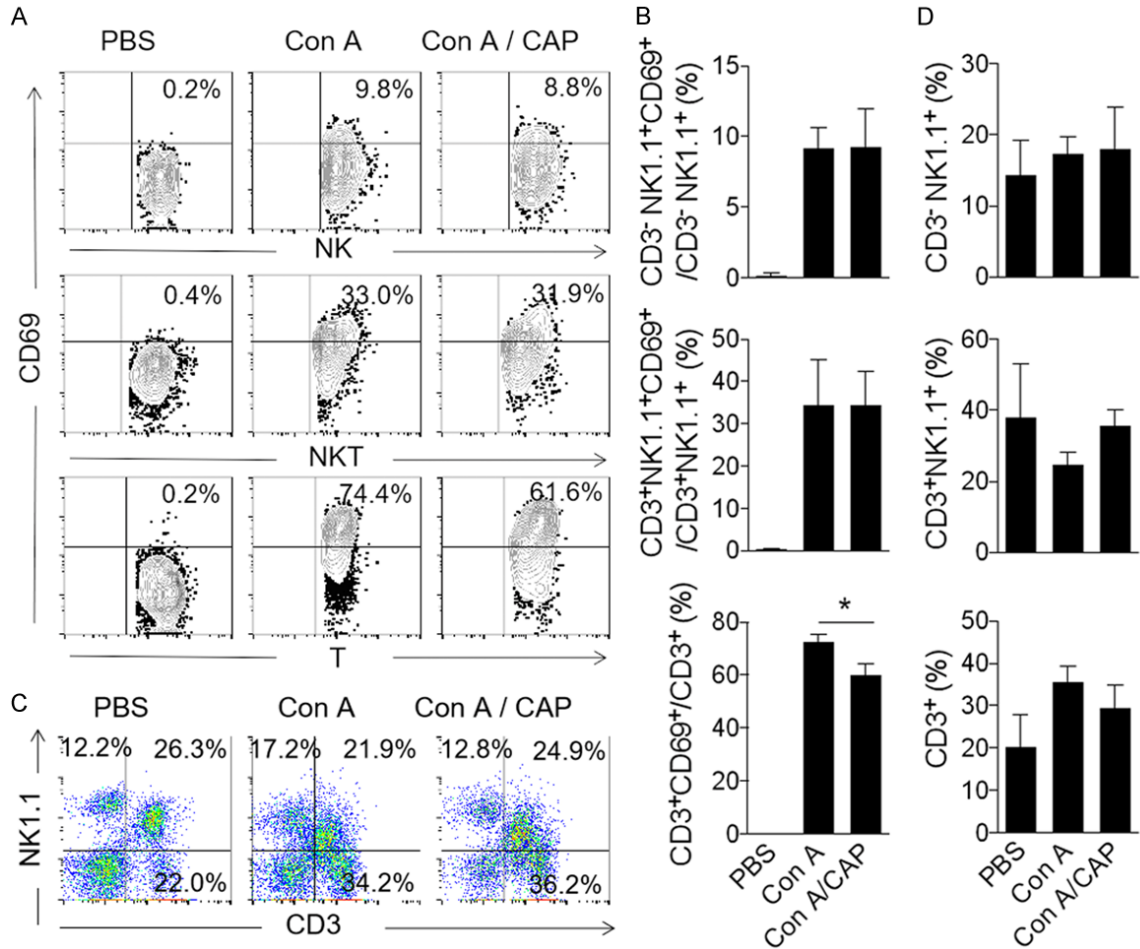 A
PBS
Con A
Con A / CAP
0.2%
9.8%
8.8%
NK
0.4%
33.0%
31.9%
NKT
0.2%
74.4%
61.6%
T
CD69
B
CD3⁻ NK1.1⁺CD69⁺
/CD3⁻ NK1.1⁺ (%)
15
10
5
0
CD3⁺NK1.1⁺CD69⁺
/CD3⁺NK1.1⁺ (%)
50
40
30
20
10
0
CD3⁺CD69⁺/CD3⁺ (%)
80
60
40
20
0
*
PBS
Con A
Con A/CAP
C
PBS
Con A
Con A / CAP
12.2%
26.3%
17.2%
21.9%
12.8%
24.9%
22.0%
34.2%
36.2%
NK1.1
CD3
D
CD3⁻ NK1.1⁺ (%)
30
20
10
0
CD3⁺NK1.1⁺ (%)
60
40
20
0
CD3⁺ (%)
50
40
30
20
10
0
PBS
Con A
Con A/CAP